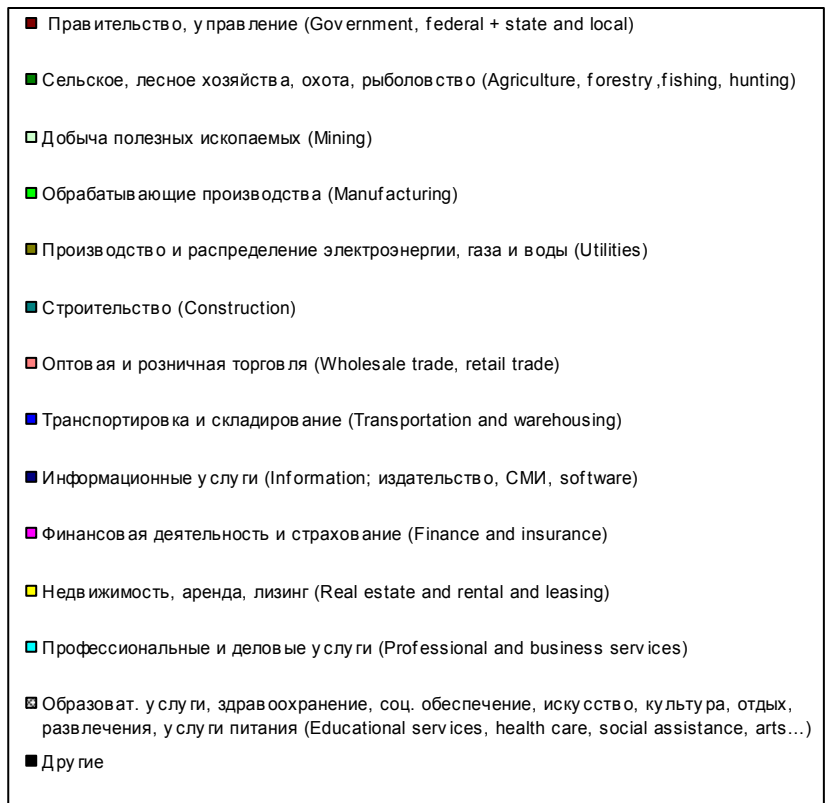 Правительство, управление (Government, federal + state and local)
Сельское, лесное хозяйства, охота, рыболовство (Agriculture, forestry,fishing, hunting)
Добыча полезных ископаемых (Mining)
Обрабатывающие производства (Manufacturing)
Производство и распределение электроэнергии, газа и воды (Utilities)
Строительство (Construction)
Оптовая и розничная торговля (Wholesale trade, retail trade)
Транспортировка и складирование (Transportation and warehousing)
Информационные услуги (Information; издательство, СМИ, software)
Финансовая деятельность и страхование (Finance and insurance)
Недвижимость, аренда, лизинг (Real estate and rental and leasing)
Профессиональные и деловые услуги (Professional and business services)
Образоват. услуги, здравоохранение, соц. обеспечение, искусство, культура, отдых,
развлечения, услуги питания (Educational services, health care, social assistance, arts...)
Другие